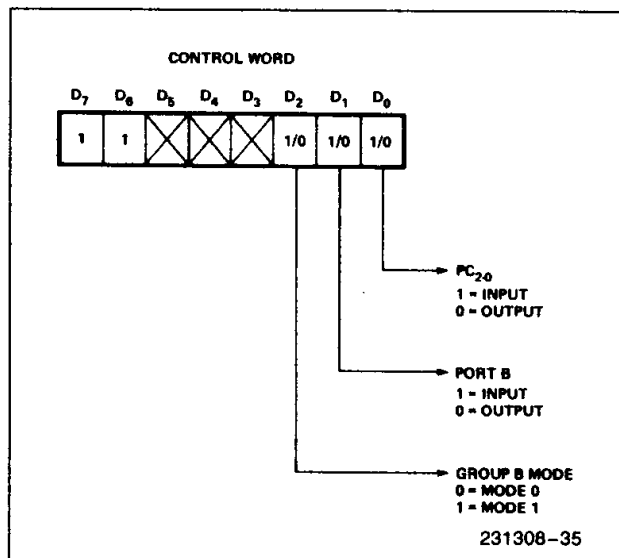 CONTROL WORD
D7 D6 D5 D4 D3 D2 D1 D0
1 1 1/0 1/0 1/0
PC2-0
1 = INPUT
0 = OUTPUT
PORT B
1 = INPUT
0 = OUTPUT
GROUP B MODE
0 = MODE 0
1 = MODE 1
231308-35